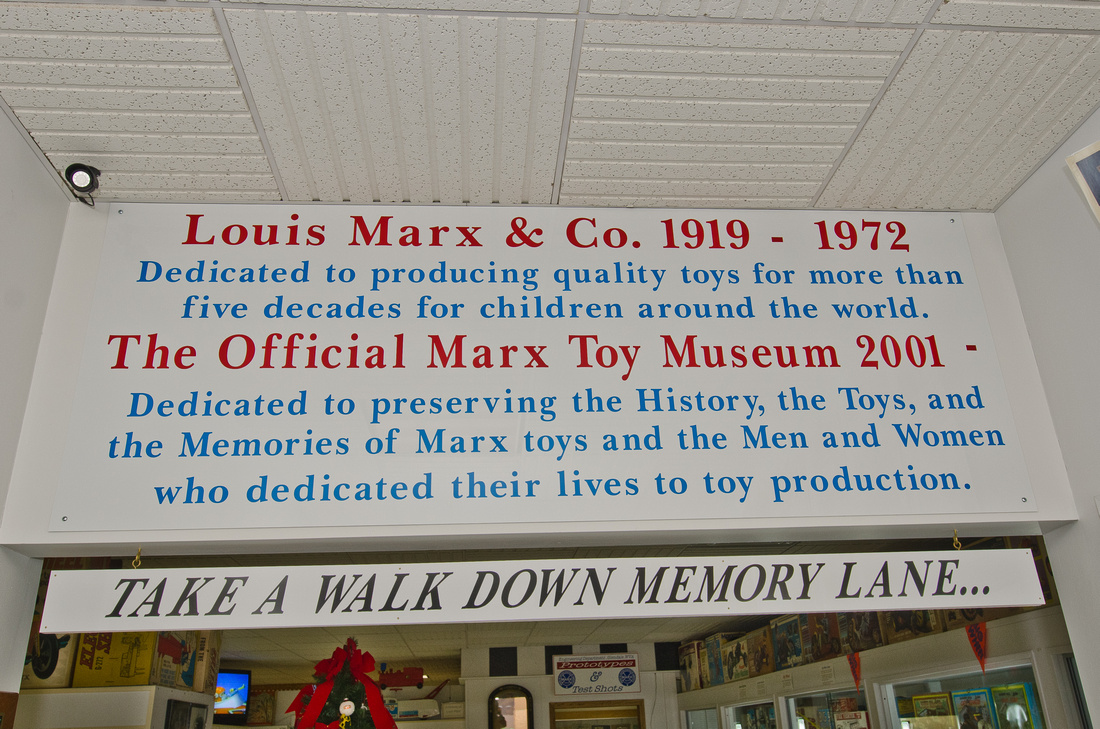 Louis Marx & Co. 1919 - 1972
Dedicated to producing quality toys for more than
five decades for children around the world.
The Official Marx Toy Museum 2001 -
Dedicated to preserving the History, the Toys, and
the Memories of Marx toys and the Men and Women
who dedicated their lives to toy production.
TAKE A WALK DOWN MEMORY LANE...
Prototypes
&
Test Shots